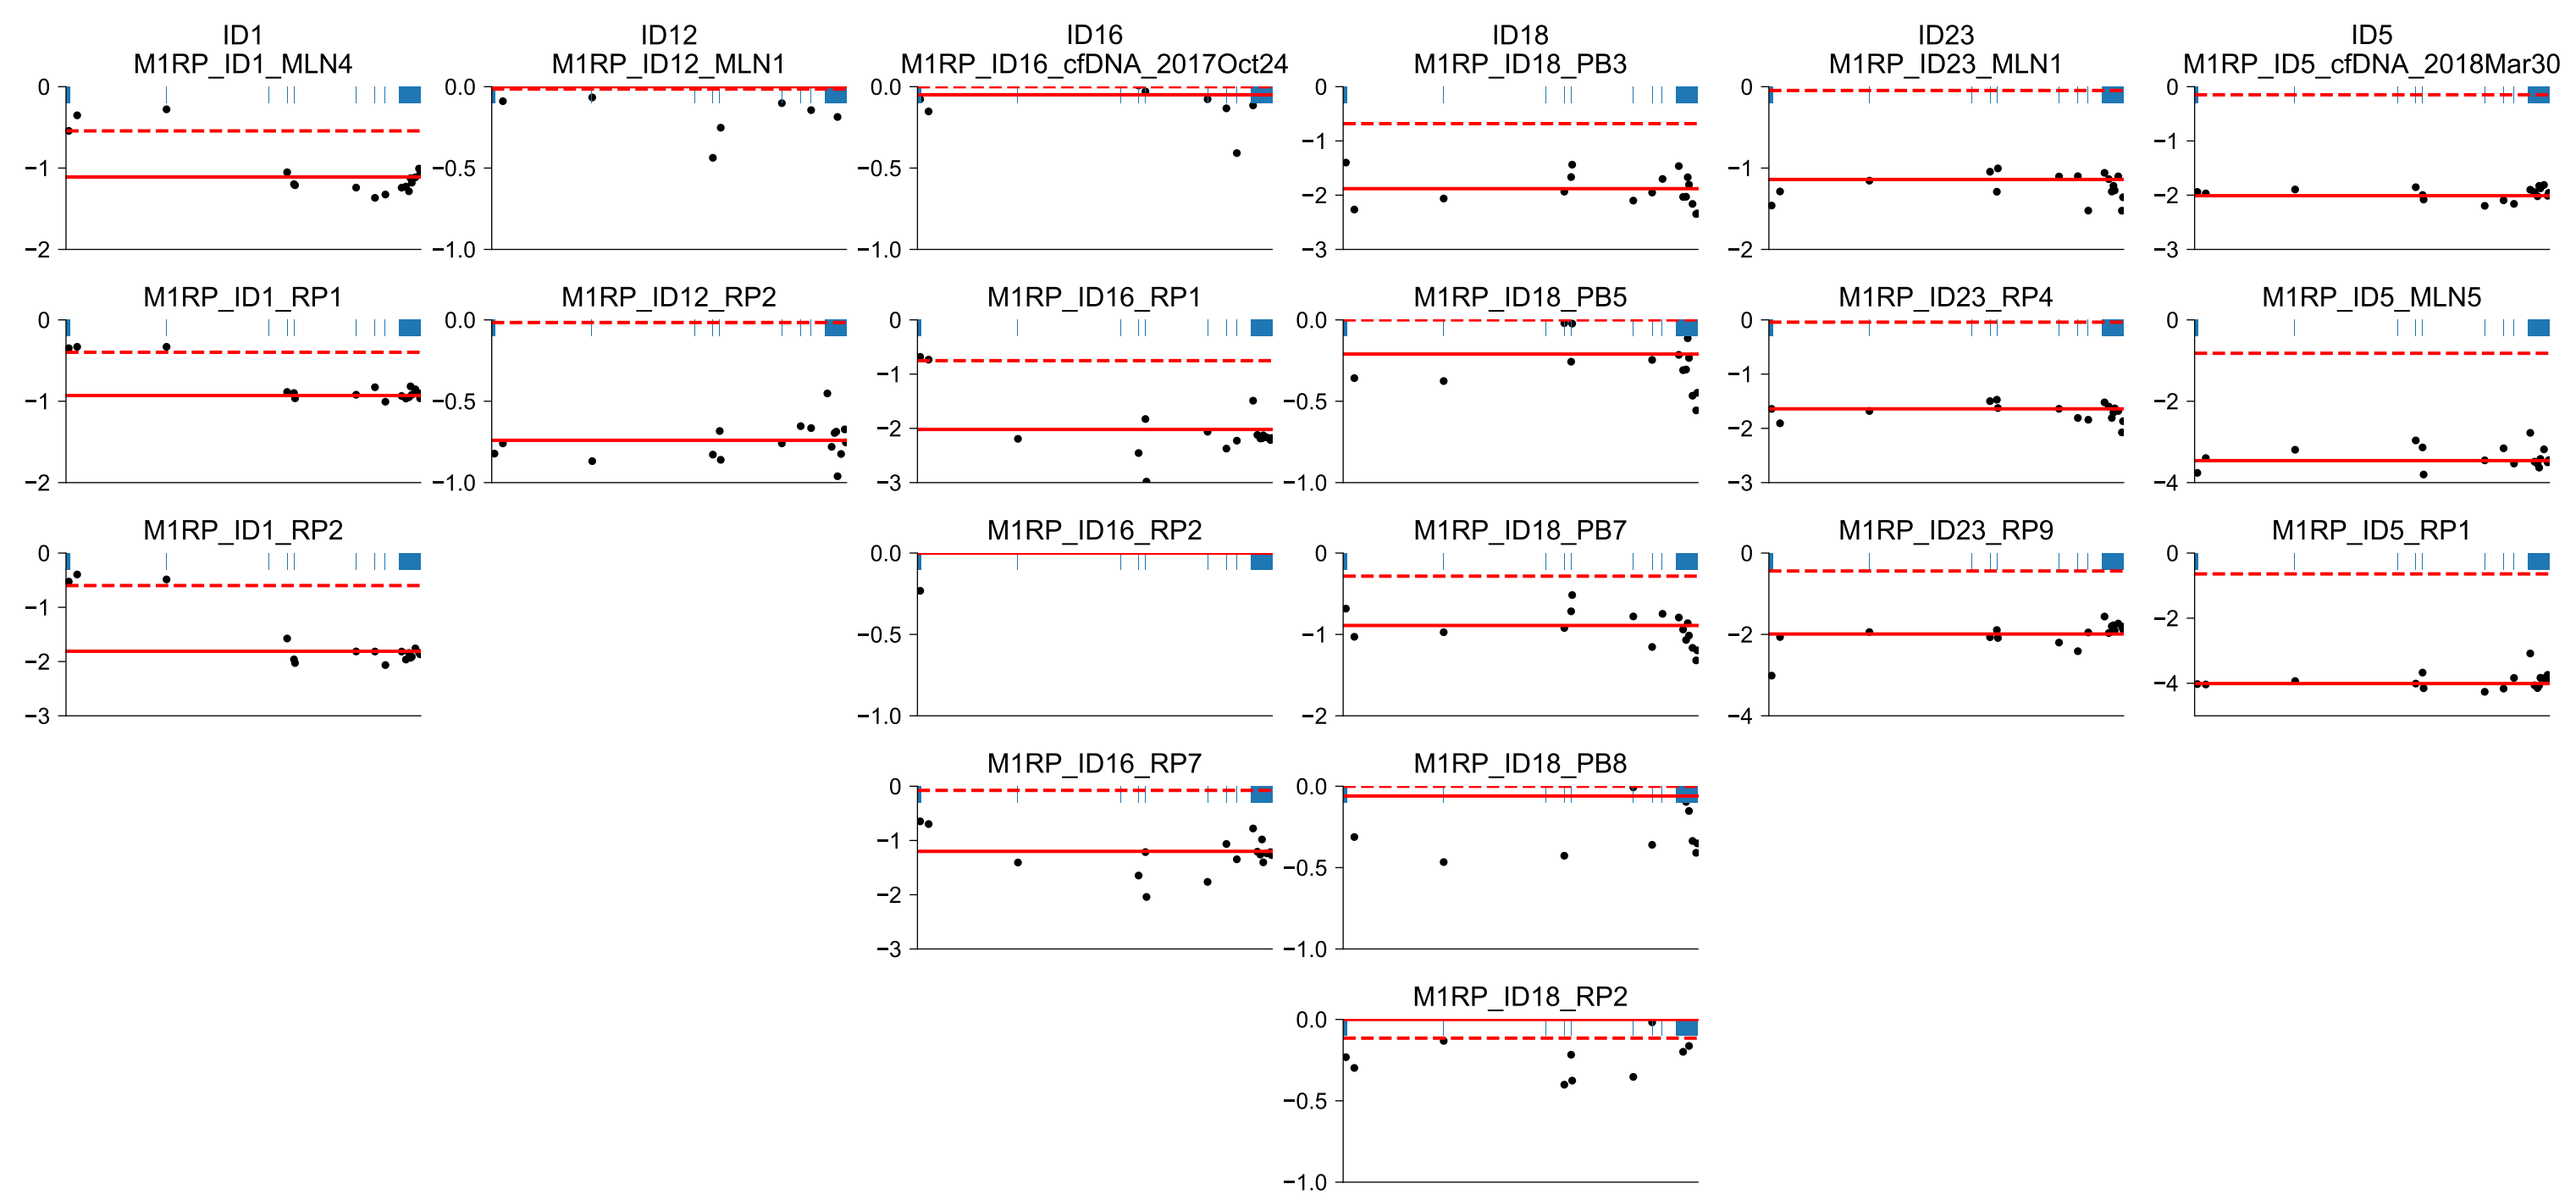 ID1
M1RP_ID1_MLN4
0
−1
−2
ID12
M1RP_ID12_MLN1
0.0
−0.5
−1.0
ID16
M1RP_ID16_cfDNA_2017Oct24
0.0
−0.5
−1.0
ID18
M1RP_ID18_PB3
0
−1
−2
−3
ID23
M1RP_ID23_MLN1
0
−1
−2
ID5
M1RP_ID5_cfDNA_2018Mar30
0
−1
−2
−3
M1RP_ID1_RP1
0
−1
−2
M1RP_ID12_RP2
0.0
−0.5
−1.0
M1RP_ID16_RP1
0
−1
−2
−3
M1RP_ID18_PB5
0.0
−0.5
−1.0
M1RP_ID23_RP4
0
−1
−2
−3
M1RP_ID5_MLN5
0
−2
−4
M1RP_ID1_RP2
0
−1
−2
−3
M1RP_ID16_RP2
0.0
−0.5
−1.0
M1RP_ID18_PB7
0
−1
−2
M1RP_ID23_RP9
0
−2
−4
M1RP_ID5_RP1
0
−2
−4
M1RP_ID16_RP7
0
−1
−2
−3
M1RP_ID18_PB8
0.0
−0.5
−1.0
M1RP_ID18_RP2
0.0
−0.5
−1.0